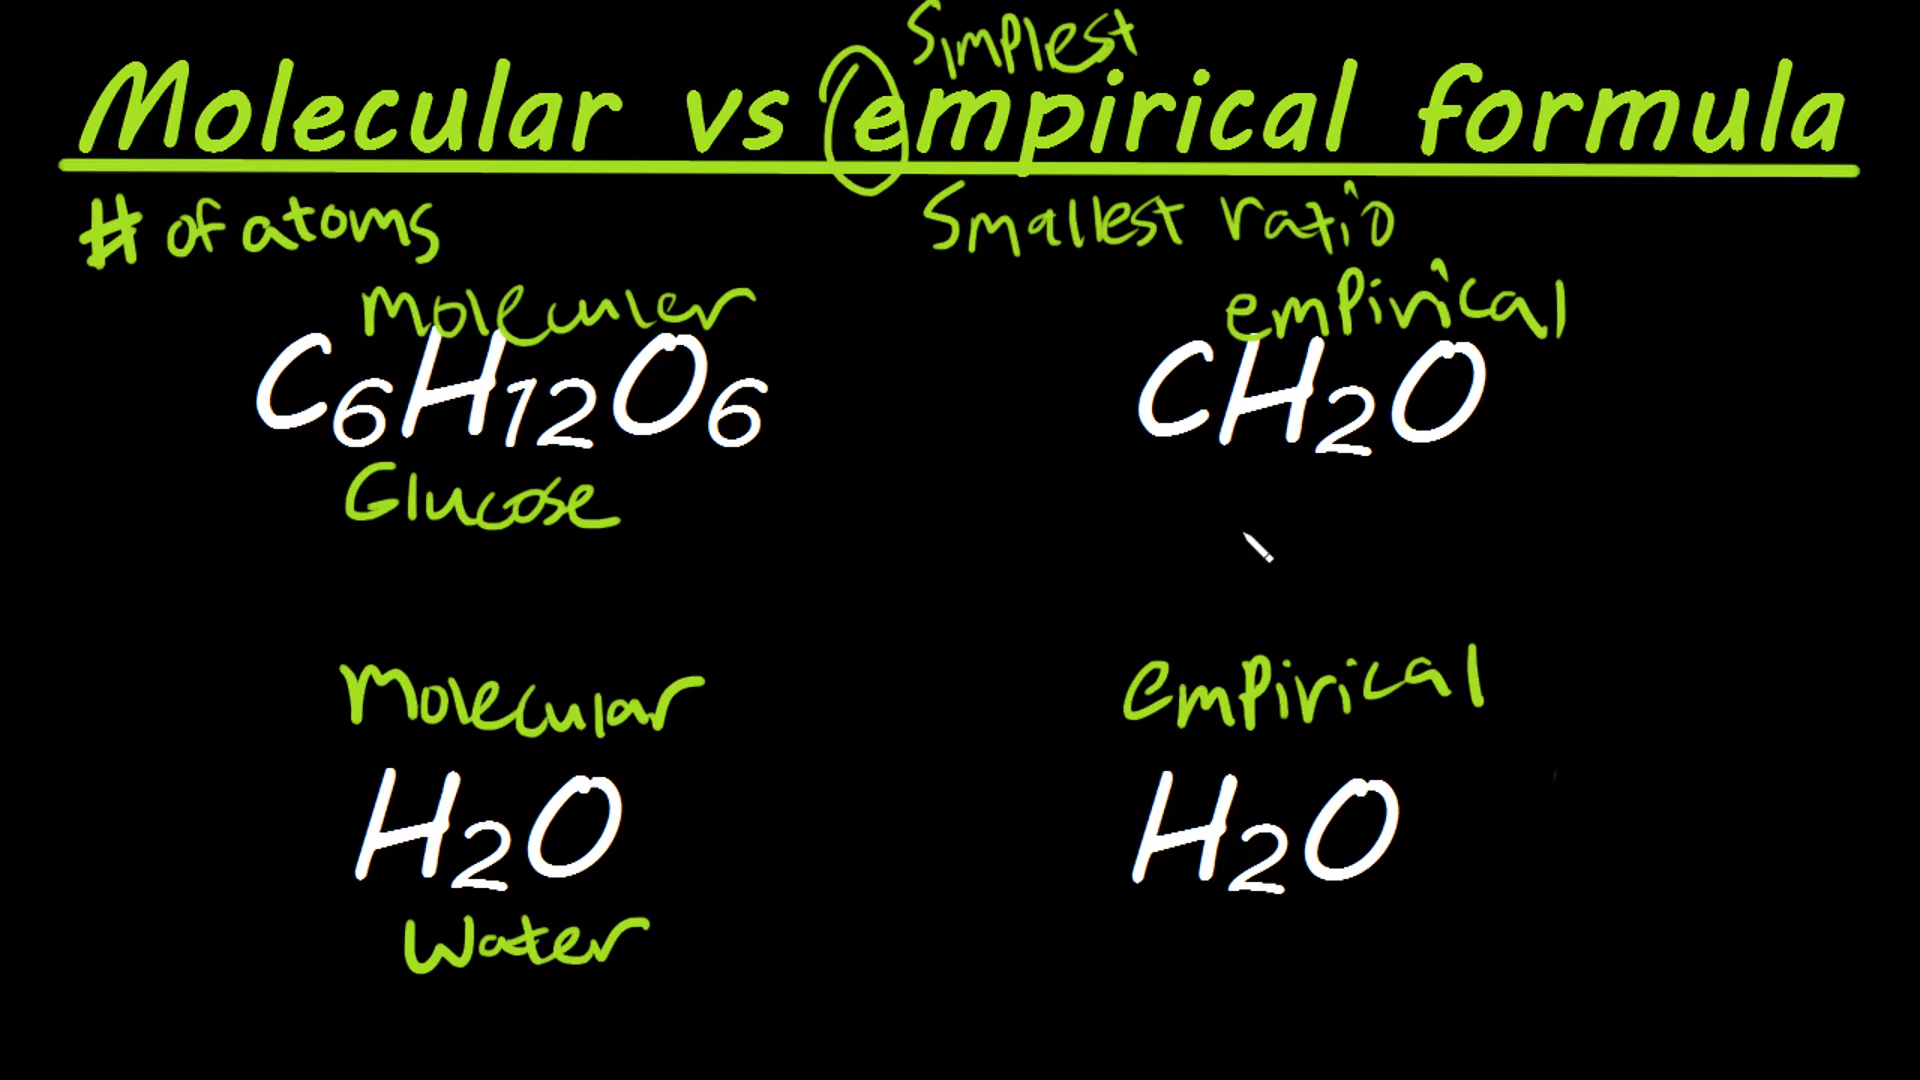 Simplest
Molecular vs empirical formula
# of atoms
Smallest ratio
Molecular
empirical
C₆H₁₂O₆
CH₂O
Glucose
Molecular
empirical
H₂O
H₂O
Water